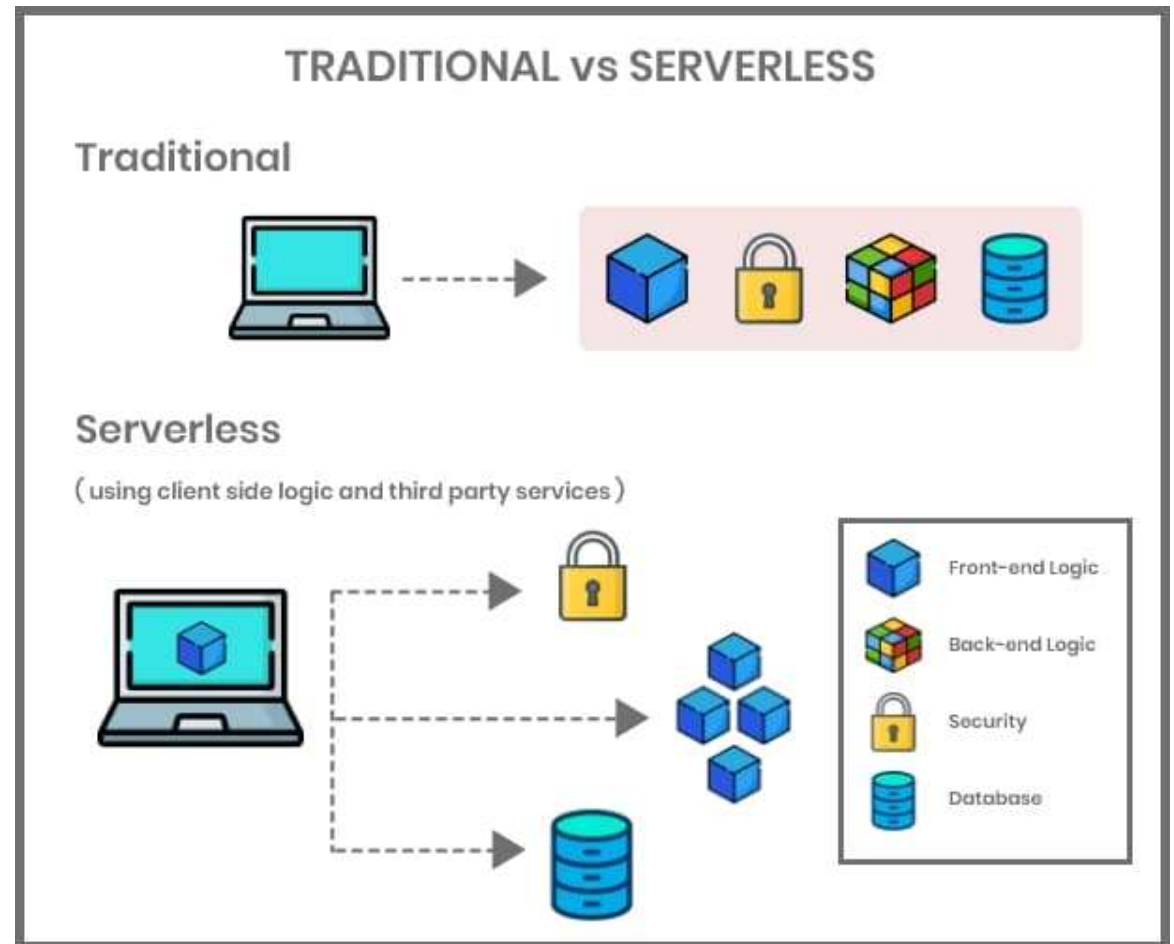 TRADITIONAL vs SERVERLESS
Traditional
Serverless
( using client side logic and third party services )
Front-end Logic
Back-end Logic
Security
Database